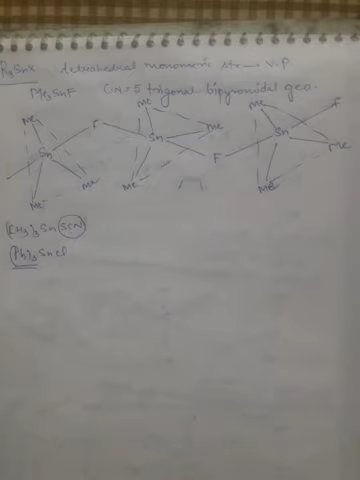 R3SnX tetrahedral monomeric str — V.P
Me3SnF CN=5 trigonal bipyramidal geo.
Me Me Me F
F Sn Me Sn
Sn F Me
Me Me Me
Me
(CH3)3Sn(SCN)
(Ph)3SnCl